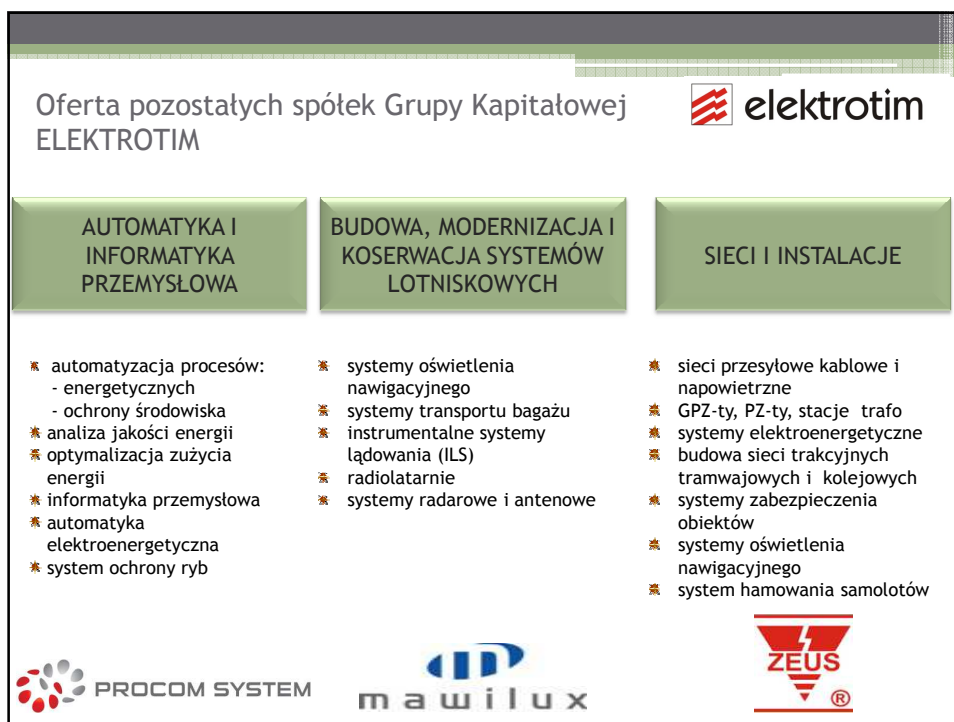 Oferta pozostałych spółek Grupy Kapitałowej
ELEKTROTIM
elektrotim
AUTOMATYKA I
INFORMATYKA
PRZEMYSŁOWA
automatyzacja procesów:
- energetycznych
- ochrony środowiska
analiza jakości energii
optymalizacja zużycia
energii
informatyka przemysłowa
automatyka
elektroenergetyczna
system ochrony ryb
PROCOM SYSTEM
BUDOWA, MODERNIZACJA I
KOSERWACJA SYSTEMÓW
LOTNISKOWYCH
systemy oświetlenia
nawigacyjnego
systemy transportu bagażu
instrumentalne systemy
lądowania (ILS)
radiolatarnie
systemy radarowe i antenowe
mawilux
SIECI I INSTALACJE
sieci przesyłowe kablowe i
napowietrzne
GPZ-ty, PZ-ty, stacje trafo
systemy elektroenergetyczne
budowa sieci trakcyjnych
tramwajowych i kolejowych
systemy zabezpieczenia
obiektów
systemy oświetlenia
nawigacyjnego
system hamowania samolotów
ZEUS
®